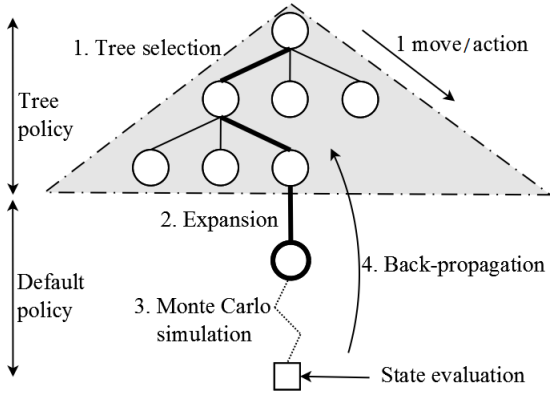 1. Tree selection
1 move/action
Tree
policy
2. Expansion
4. Back-propagation
Default
policy
3. Monte Carlo
simulation
State evaluation